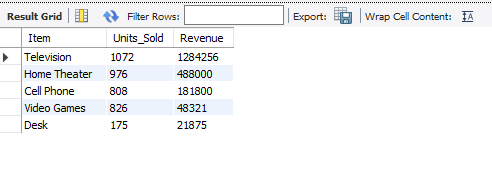 Result Grid Filter Rows: Export: Wrap Cell Content:
Item Units_Sold Revenue
Television 1072 1284256
Home Theater 976 488000
Cell Phone 808 181800
Video Games 826 48321
Desk 175 21875